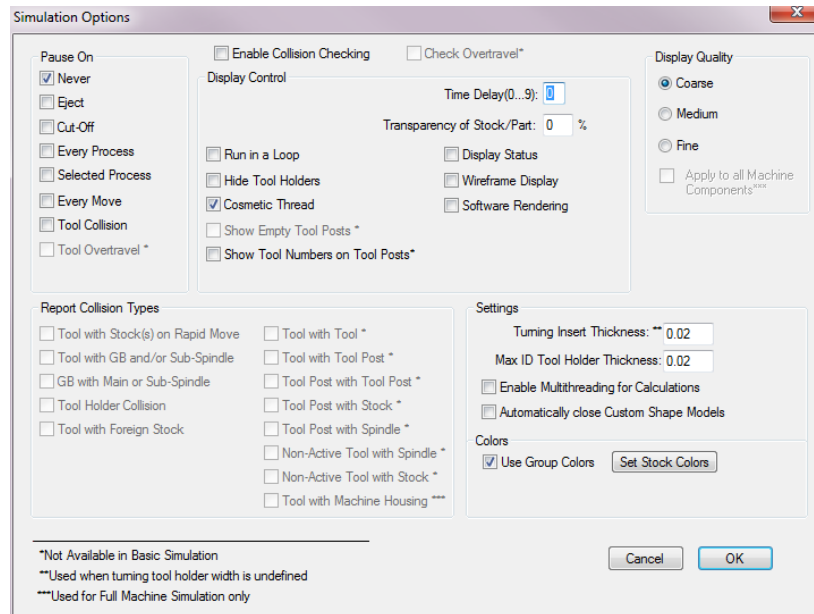 Simulation Options
Pause On
Never
Eject
Cut-Off
Every Process
Selected Process
Every Move
Tool Collision
Tool Overtravel *
Enable Collision Checking
Check Overtravel*
Display Control
Time Delay(0...9): 0
Transparency of Stock/Part: 0 %
Run in a Loop
Hide Tool Holders
Cosmetic Thread
Show Empty Tool Posts *
Show Tool Numbers on Tool Posts*
Display Status
Wireframe Display
Software Rendering
Display Quality
Coarse
Medium
Fine
Apply to all Machine
Components***
Report Collision Types
Tool with Stock(s) on Rapid Move
Tool with GB and/or Sub-Spindle
GB with Main or Sub-Spindle
Tool Holder Collision
Tool with Foreign Stock
Tool with Tool *
Tool with Tool Post *
Tool Post with Tool Post *
Tool Post with Stock *
Tool Post with Spindle *
Non-Active Tool with Spindle *
Non-Active Tool with Stock *
Tool with Machine Housing ***
Settings
Turning Insert Thickness: ** 0.02
Max ID Tool Holder Thickness: 0.02
Enable Multithreading for Calculations
Automatically close Custom Shape Models
Colors
Use Group Colors
Set Stock Colors
*Not Available in Basic Simulation
**Used when turning tool holder width is undefined
***Used for Full Machine Simulation only
Cancel
OK